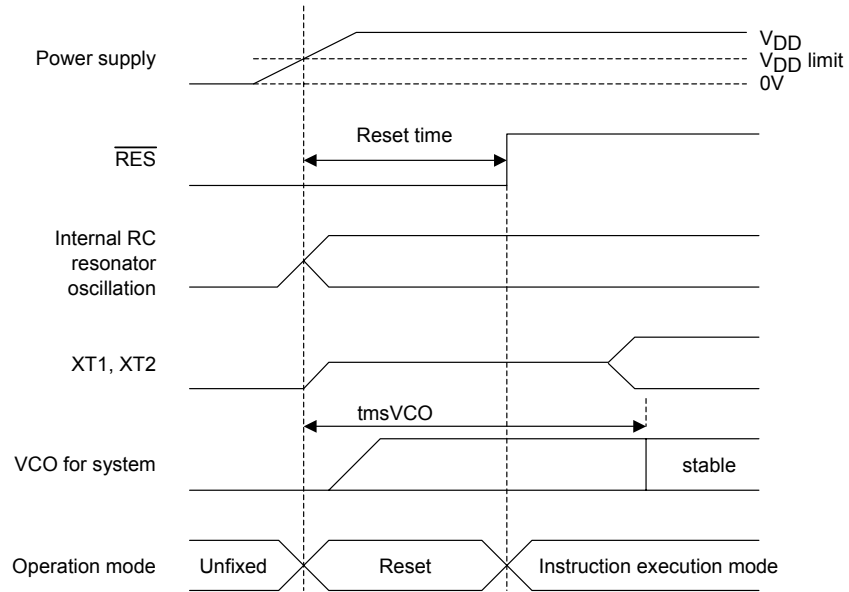 Power supply
VDD
VDD limit
0V
RES
Reset time
Internal RC
resonator
oscillation
XT1, XT2
tmsVCO
VCO for system
stable
Operation mode
Unfixed
Reset
Instruction execution mode